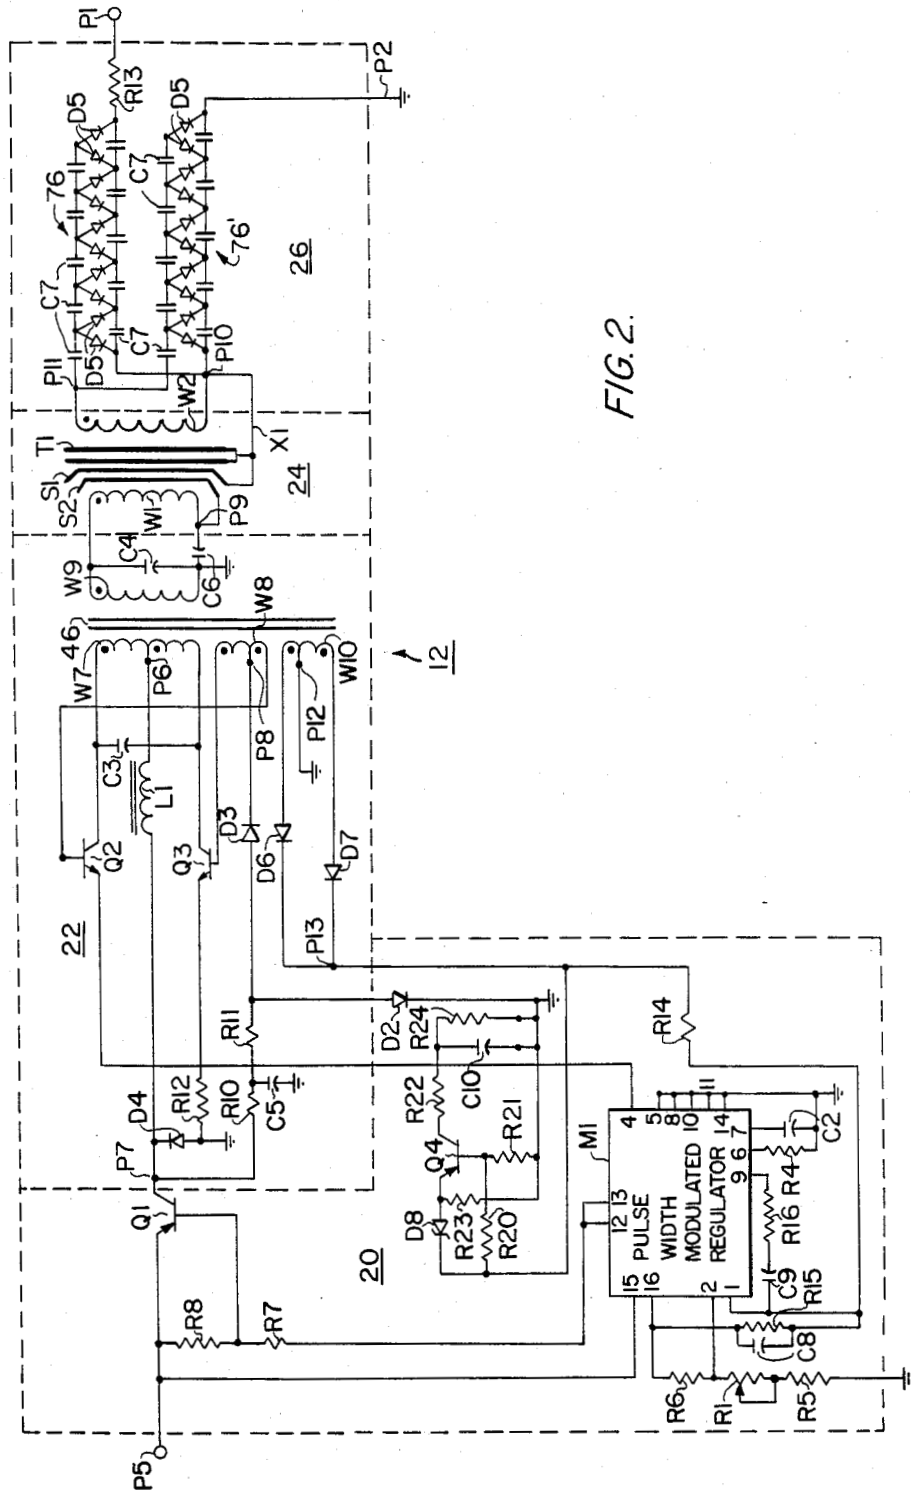 P1
R13
D5
76
C7
D5
P11
C7
P2
D5
C7
76'
C7
P10
W2
26
T1
S1
S2
W1
X1
P9
24
C4
C6
W9
46
W7
P6
W8
P8
P12
W10
12
C3
L1
Q2
Q3
D3
D6
D7
22
P13
R11
D2
R24
R14
D4
R12
R10
C5
R22
C10
P7
Q4
R21
Q1
D8
R23
R20
20
M1
4
5
8
10
11
14
7
6
9
13
12
15
16
2
1
PULSE
WIDTH
MODULATED
REGULATOR
C2
R4
R16
C9
R15
C8
R8
R7
R6
R1
R5
P5
FIG. 2.